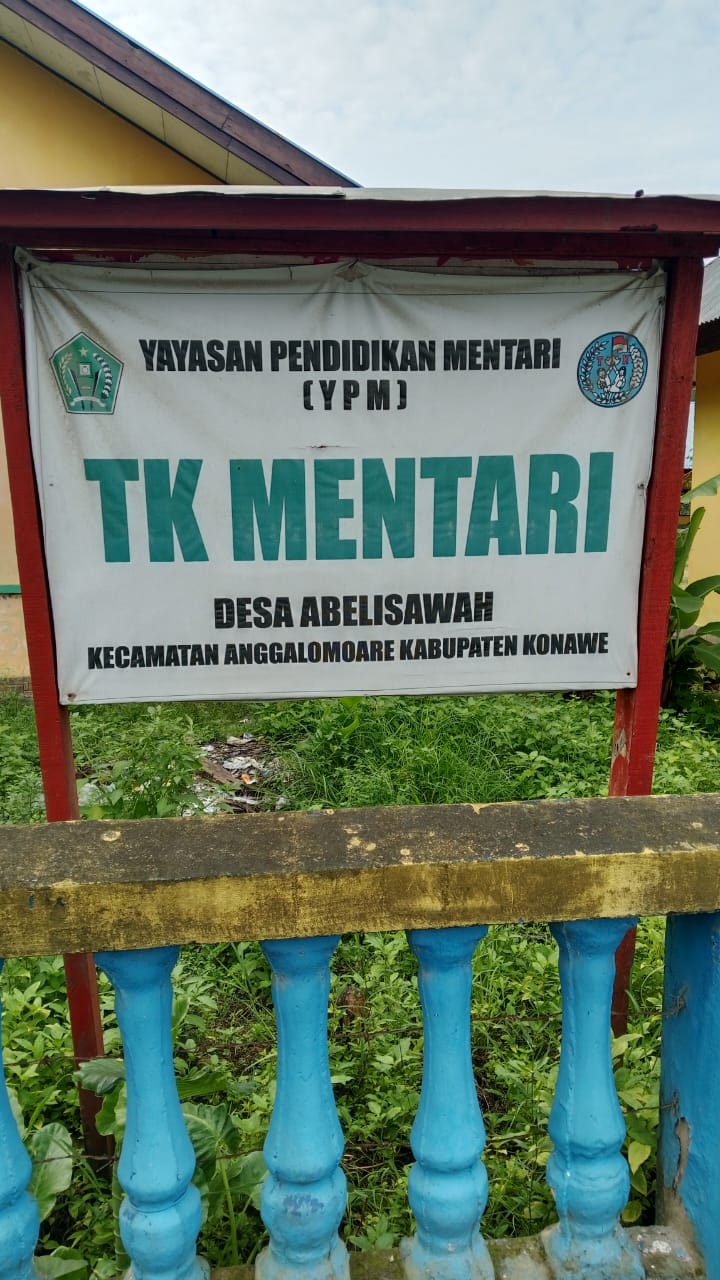 YAYASAN PENDIDIKAN MENTARI
(YPM)
TK MENTARI
DESA ABELISAWAH
KECAMATAN ANGGALOMOARE KABUPATEN KONAWE